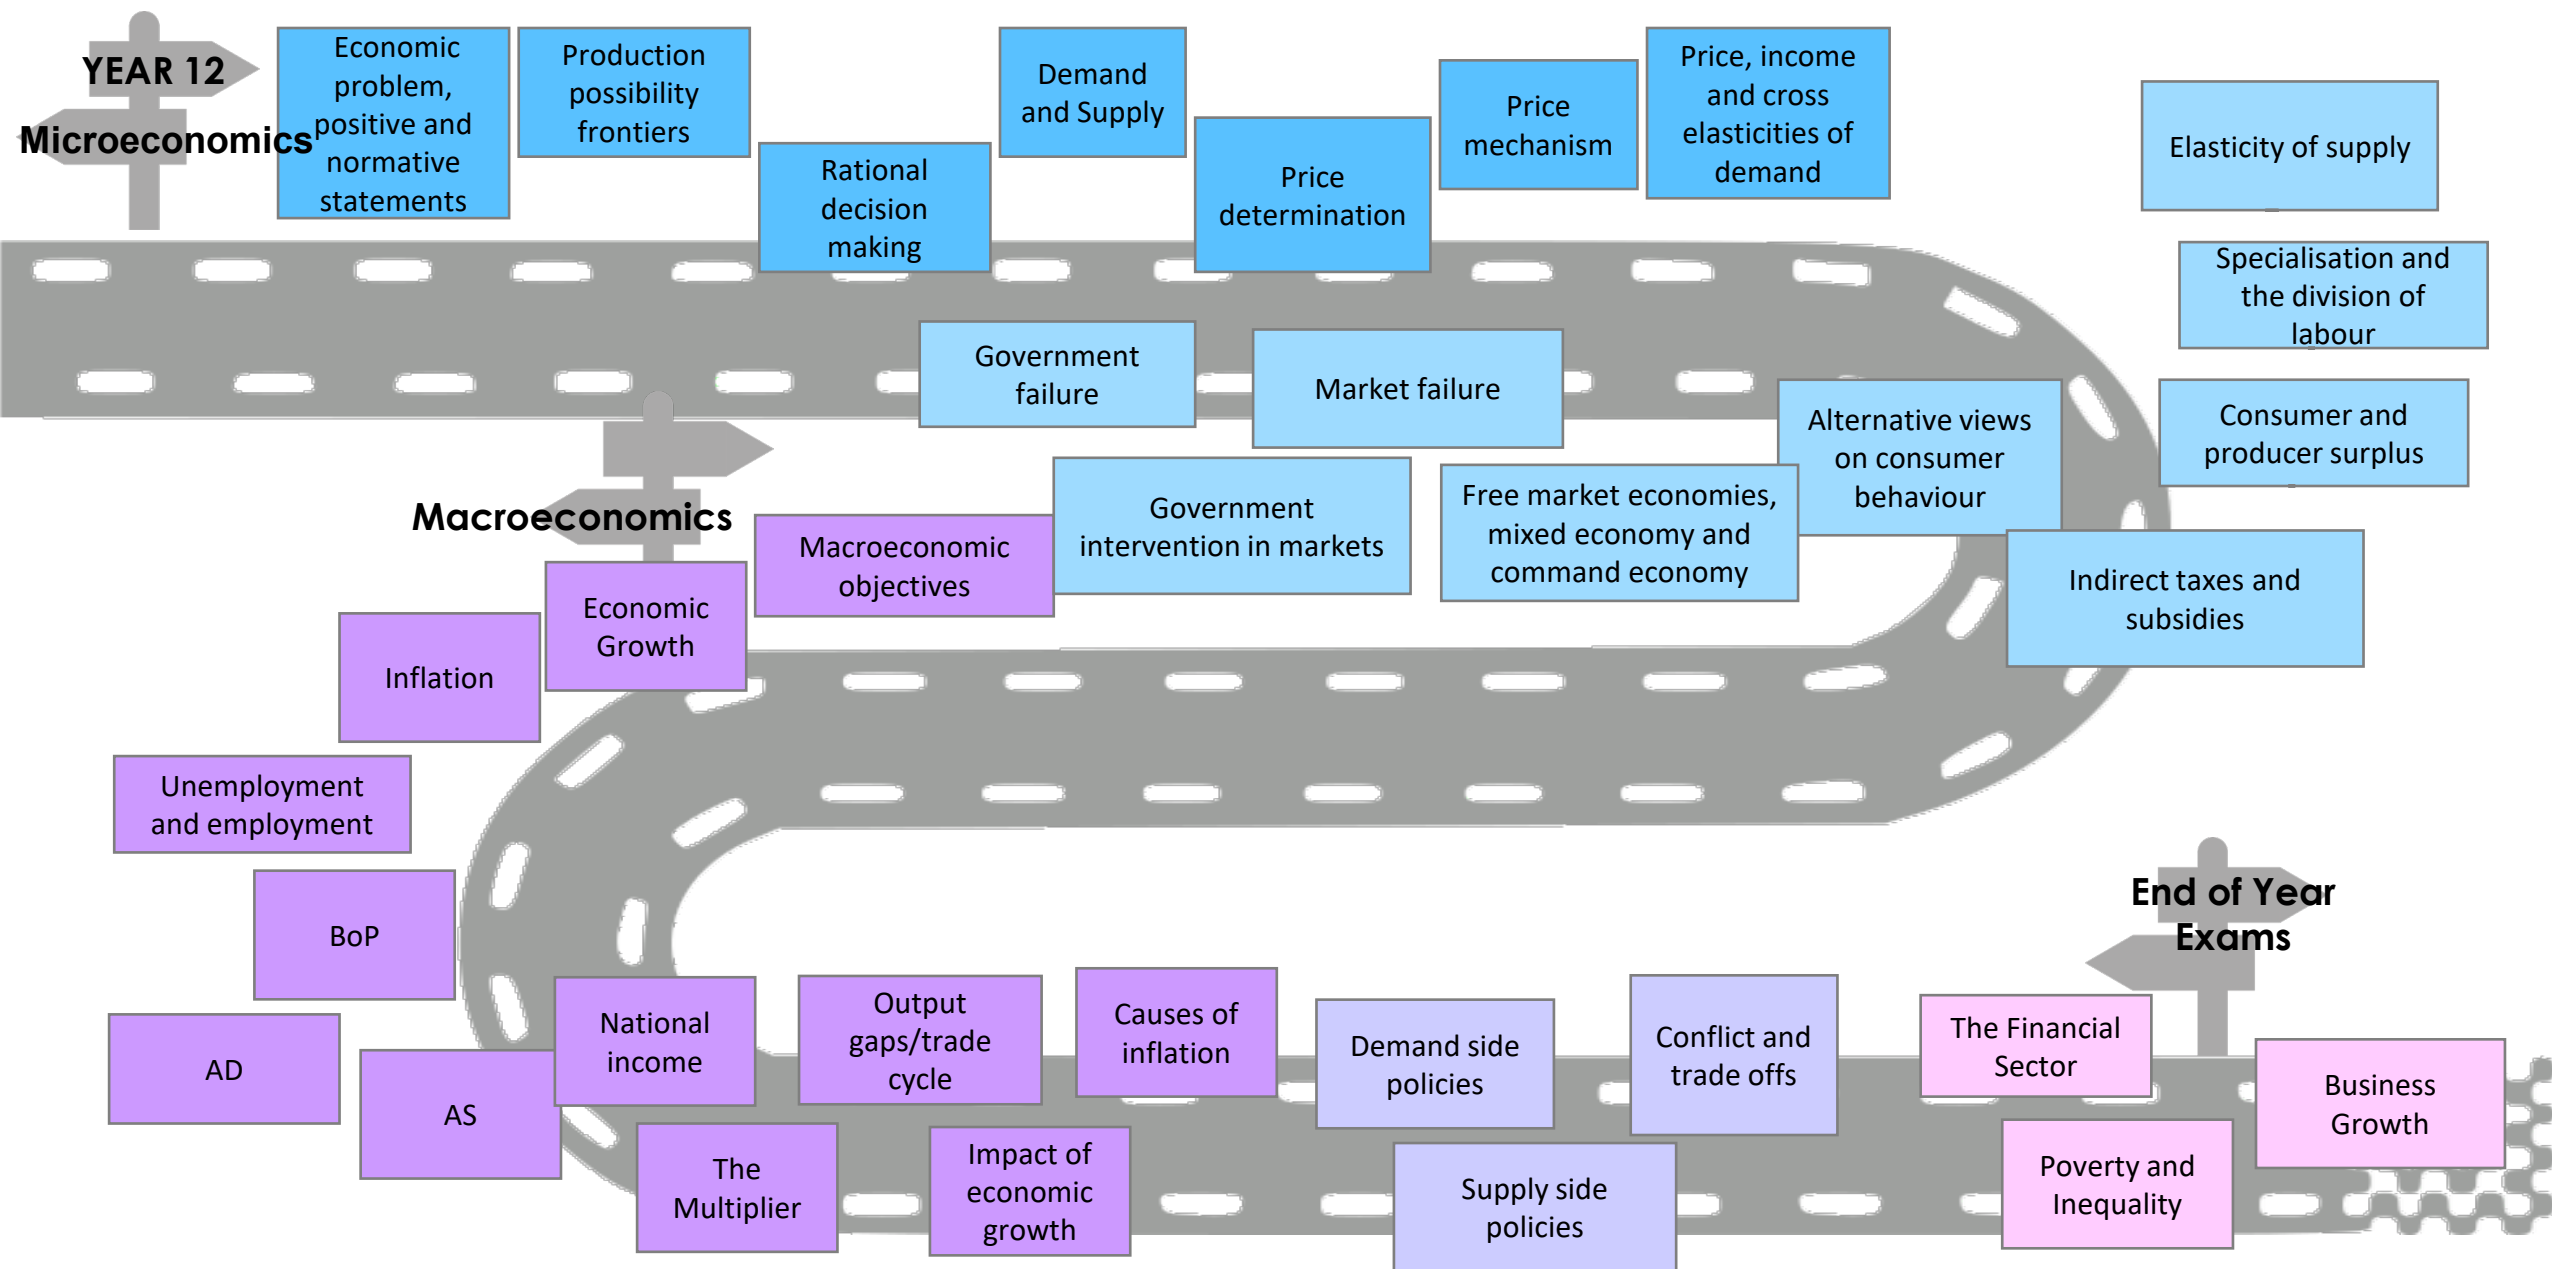 YEAR 12
Microeconomics
Economic
problem,
positive and
normative
statements
Production
possibility
frontiers
Rational
decision
making
Demand
and Supply
Price
determination
Price
mechanism
Price, income
and cross
elasticities of
demand
Elasticity of supply
Specialisation and
the division of
labour
Consumer and
producer surplus
Indirect taxes and
subsidies
Alternative views
on consumer
behaviour
Free market economies,
mixed economy and
command economy
Market failure
Government
intervention in markets
Government
failure
Macroeconomics
Macroeconomic
objectives
Economic
Growth
Inflation
Unemployment
and employment
BoP
AD
AS
National
income
The
Multiplier
Output
gaps/trade
cycle
Impact of
economic
growth
Causes of
inflation
Demand side
policies
Supply side
policies
Conflict and
trade offs
The Financial
Sector
Poverty and
Inequality
End of Year
Exams
Business
Growth